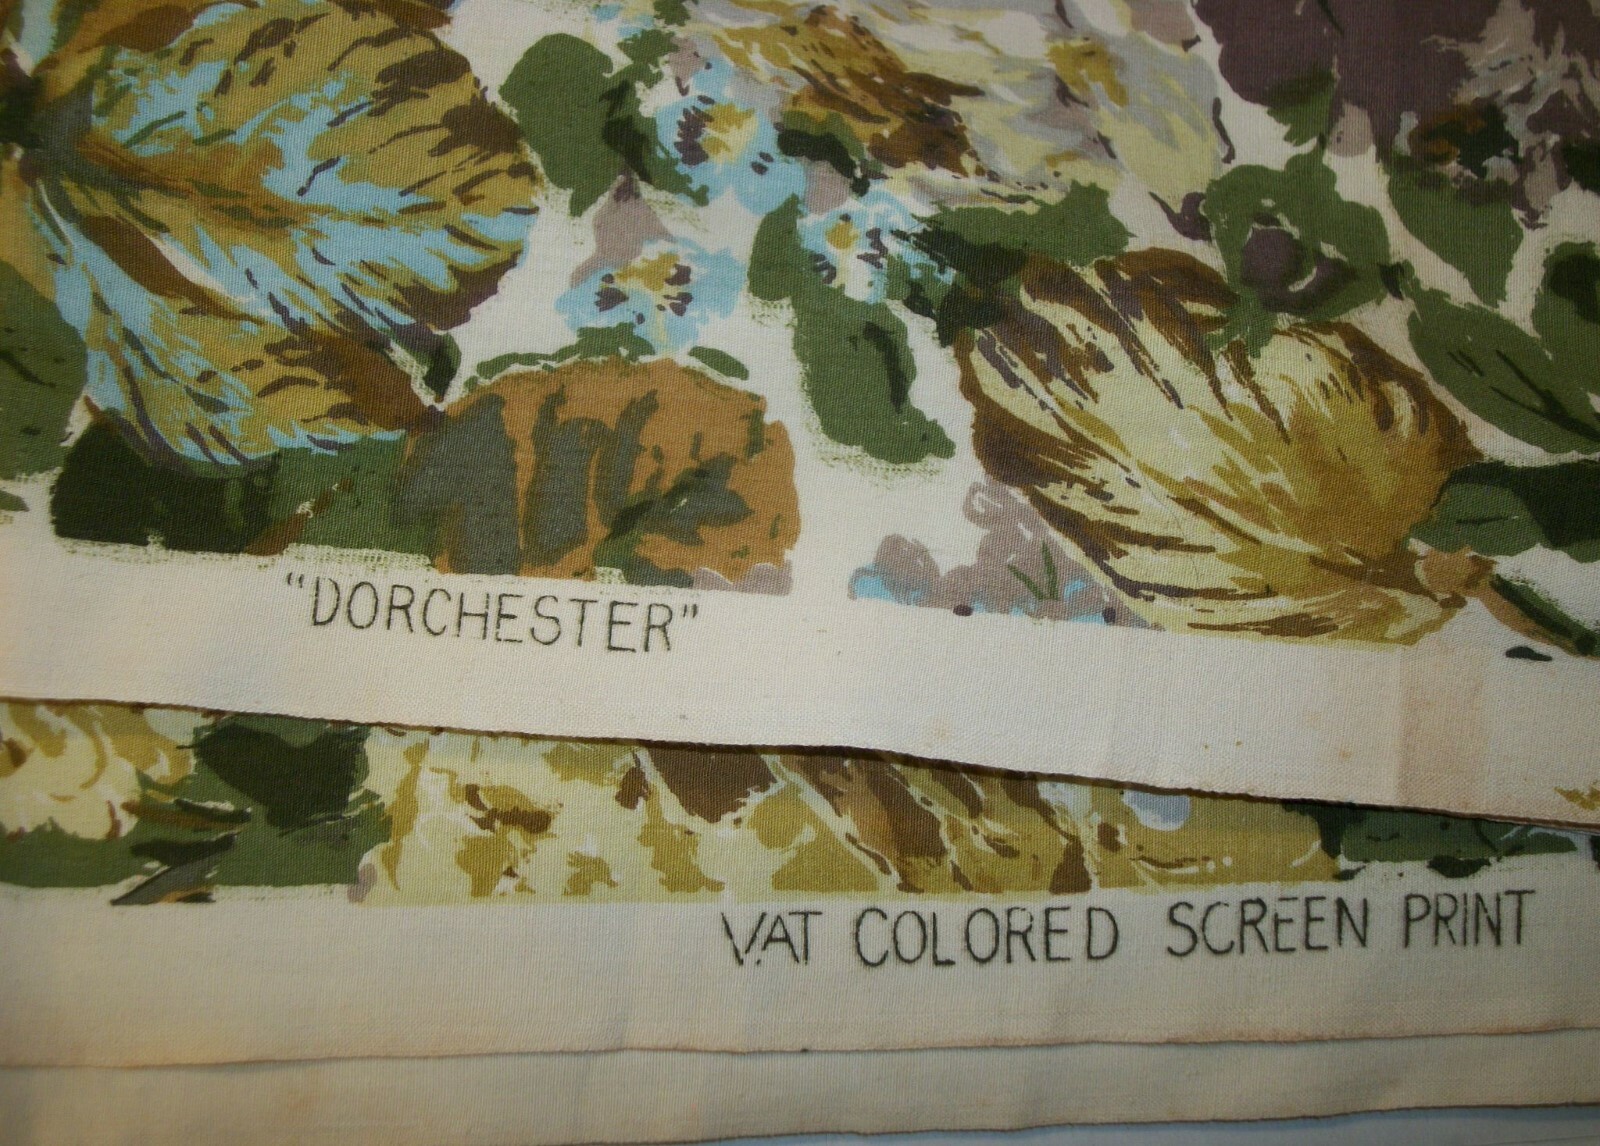 "DORCHESTER"
VAT COLORED SCREEN PRINT